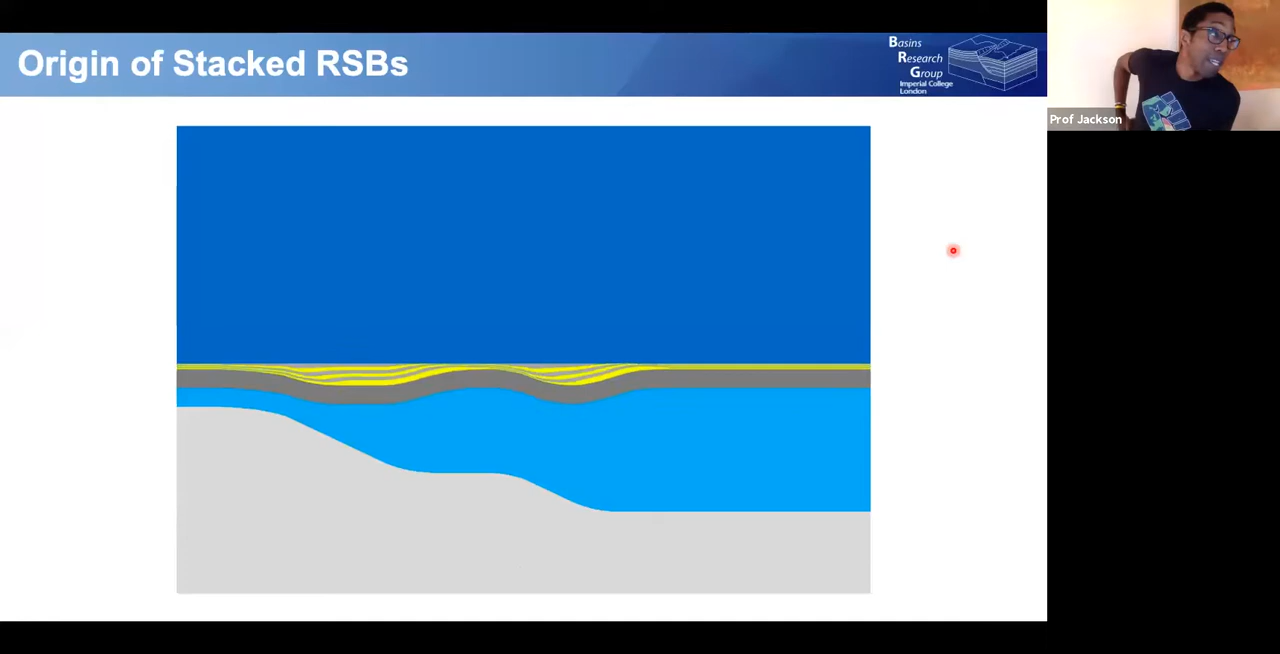 Origin of Stacked RSBs
Basins
Research
Group
Imperial College
London
Prof Jackson